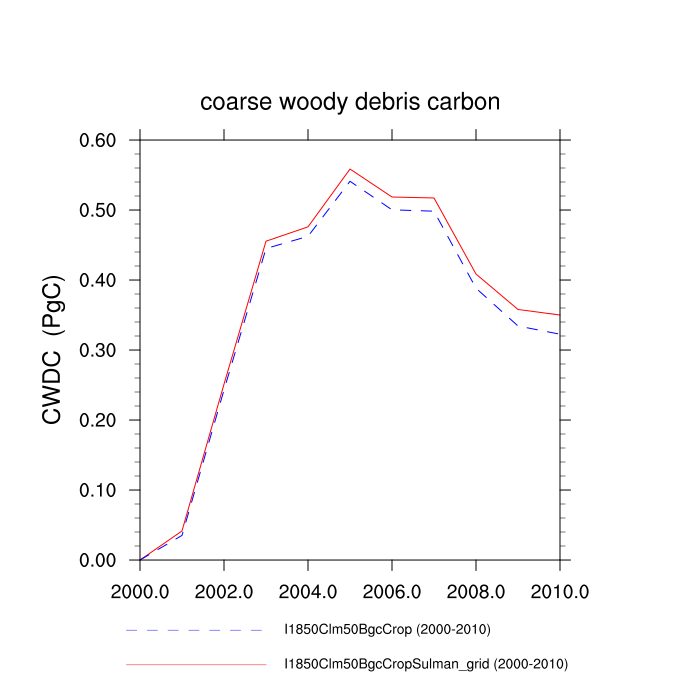 coarse woody debris carbon
CWDC (PgC)
0.60
0.50
0.40
0.30
0.20
0.10
0.00
2000.0 2002.0 2004.0 2006.0 2008.0 2010.0
I1850Clm50BgcCrop (2000-2010)
I1850Clm50BgcCropSulman_grid (2000-2010)